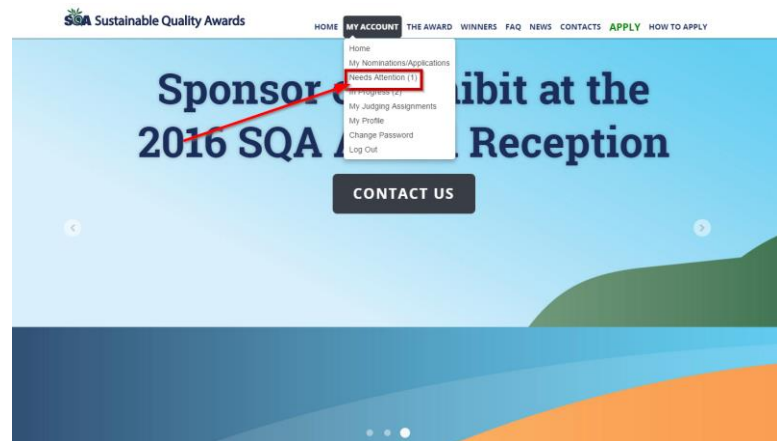 SQA Sustainable Quality Awards
HOME MY ACCOUNT THE AWARD WINNERS FAQ NEWS CONTACTS APPLY HOW TO APPLY
Home
My Nominations/Applications
Needs Attention (1)
In Progress (2)
My Judging Assignments
My Profile
Change Password
Log Out
Sponsor ibit at the
2016 SQA Reception
CONTACT US